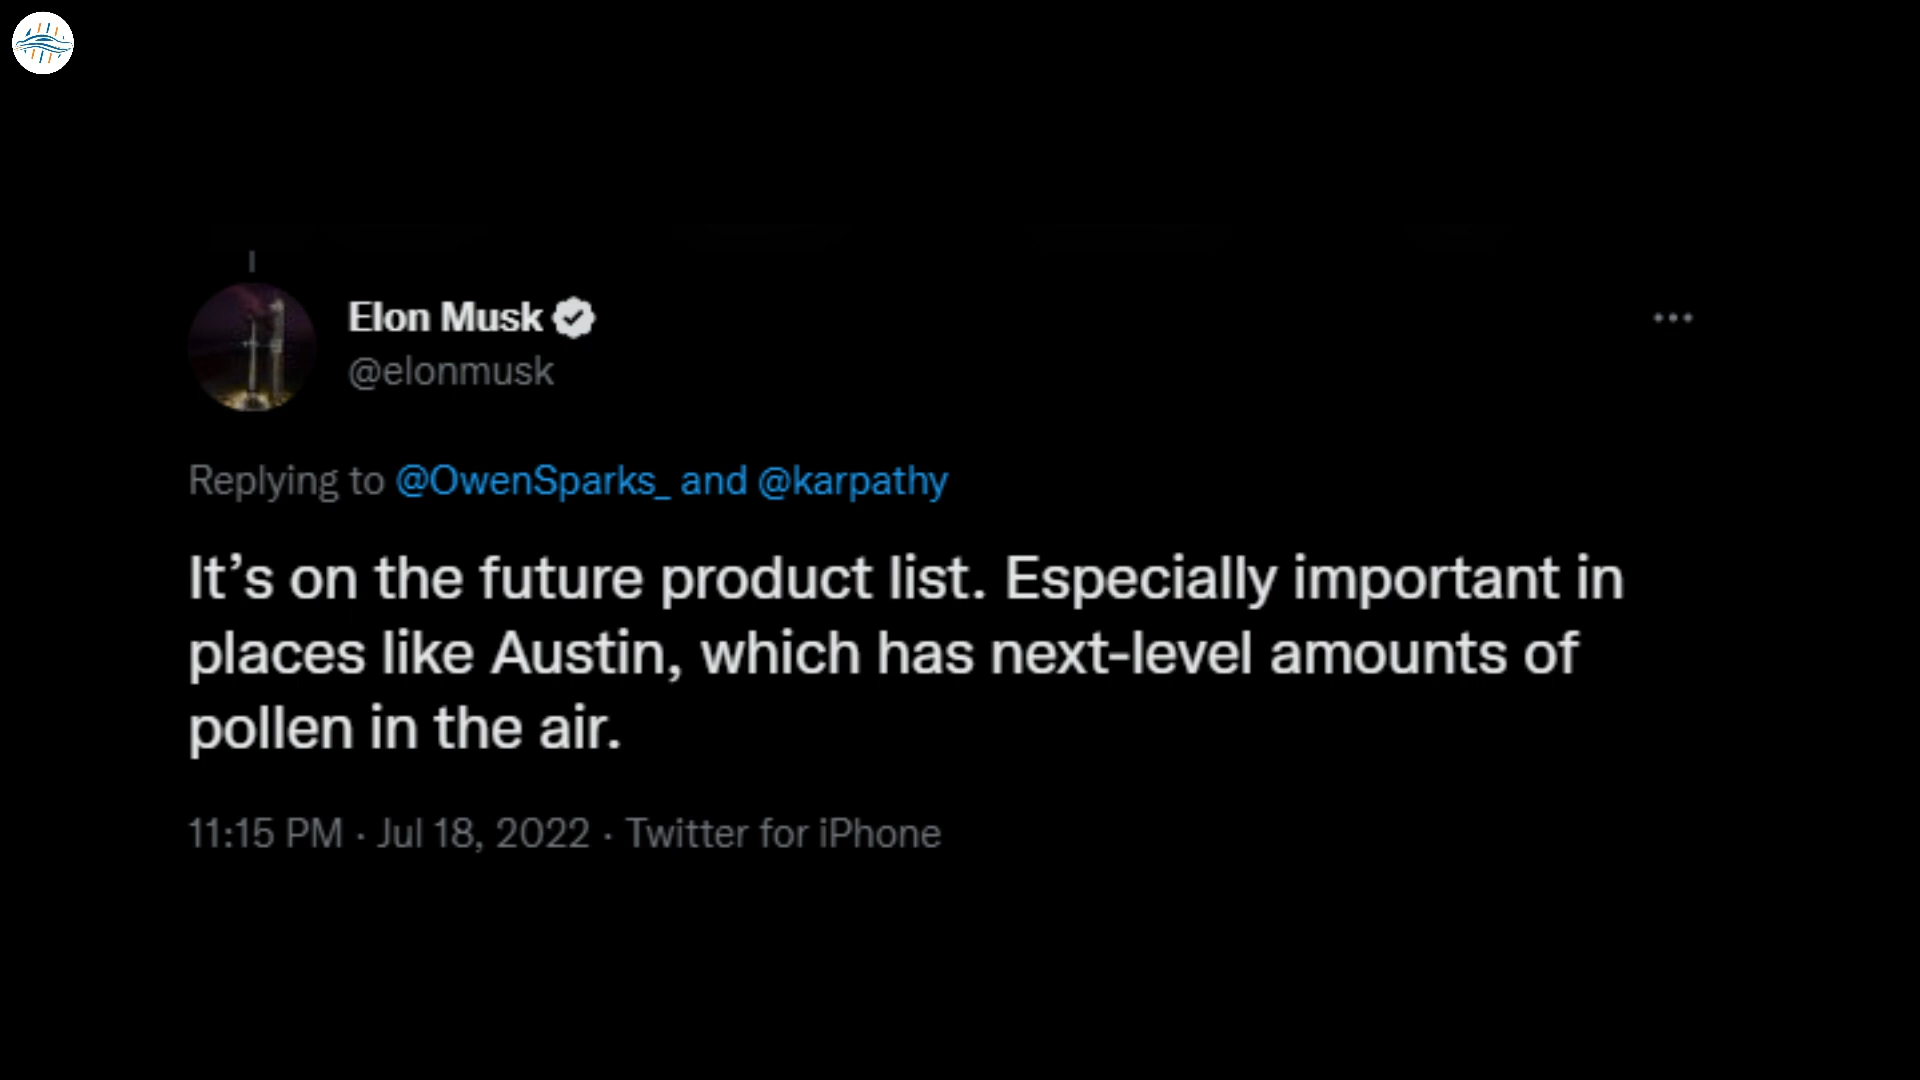 Elon Musk
@elonmusk
Replying to @OwenSparks_ and @karpathy
It’s on the future product list. Especially important in
places like Austin, which has next-level amounts of
pollen in the air.
11:15 PM · Jul 18, 2022 · Twitter for iPhone